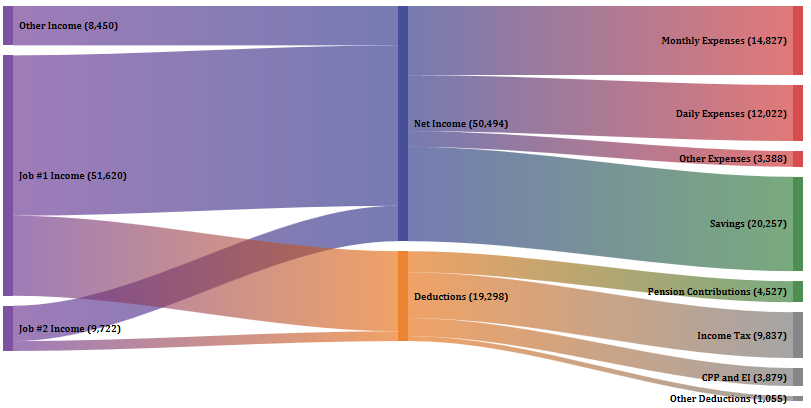 Other Income (8,450)
Job #1 Income (51,620)
Job #2 Income (9,722)
Net Income (50,494)
Deductions (19,298)
Monthly Expenses (14,827)
Daily Expenses (12,022)
Other Expenses (3,388)
Savings (20,257)
Pension Contributions (4,527)
Income Tax (9,837)
CPP and EI (3,879)
Other Deductions (1,055)